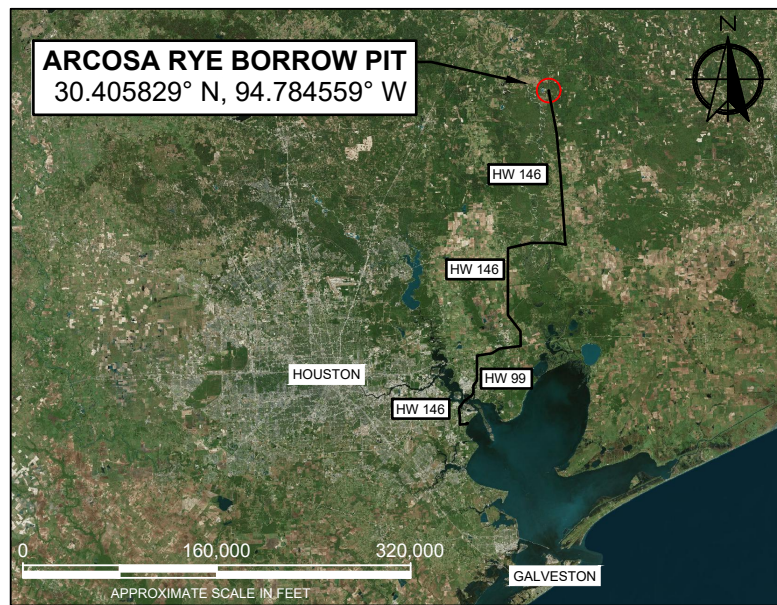 N
ARCOSA RYE BORROW PIT
30.405829° N, 94.784559° W
HW 146
HW 146
HOUSTON
HW 99
HW 146
0 160,000 320,000
APPROXIMATE SCALE IN FEET
GALVESTON